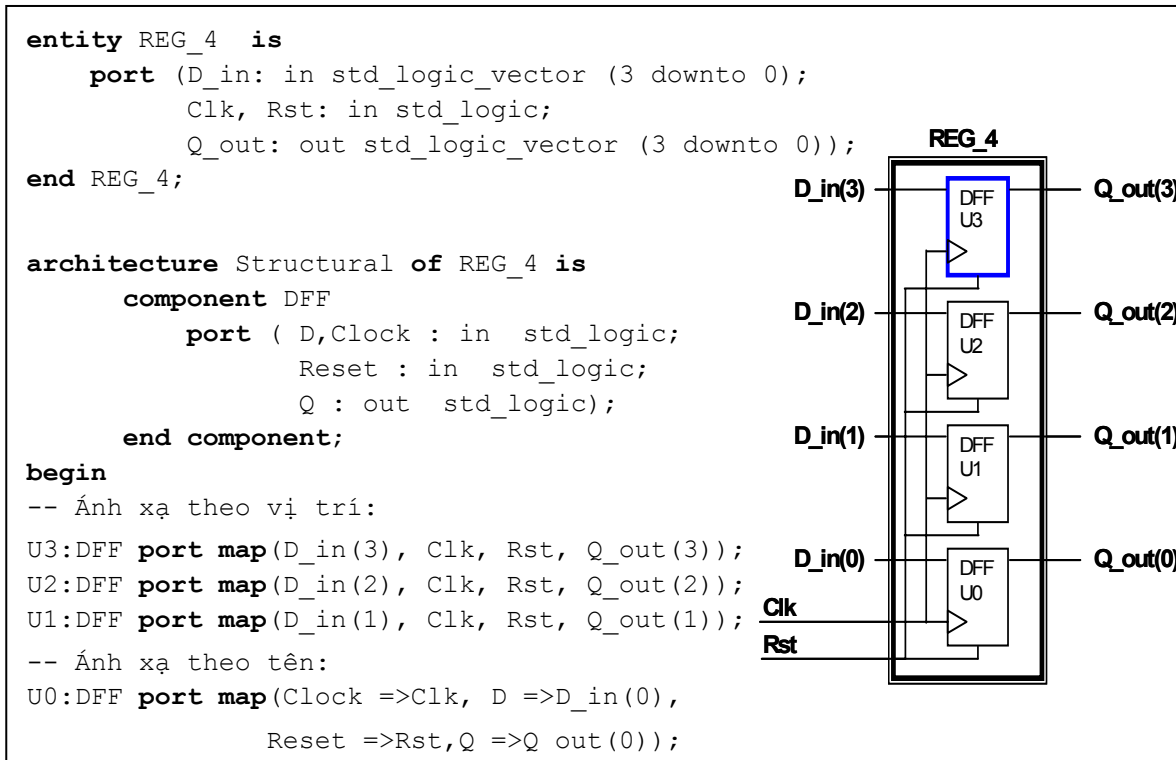 entity REG_4 is
port (D_in: in std_logic_vector (3 downto 0);
Clk, Rst: in std_logic;
Q_out: out std_logic_vector (3 downto 0));
end REG_4;
architecture Structural of REG_4 is
component DFF
port ( D,Clock : in std_logic;
Reset : in std_logic;
Q : out std_logic);
end component;
begin
-- Ánh xạ theo vị trí:
U3:DFF port map(D_in(3), Clk, Rst, Q_out(3));
U2:DFF port map(D_in(2), Clk, Rst, Q_out(2));
U1:DFF port map(D_in(1), Clk, Rst, Q_out(1));
-- Ánh xạ theo tên:
U0:DFF port map(Clock =>Clk, D =>D_in(0),
Reset =>Rst,Q =>Q out(0));
REG_4
D_in(3)
DFF
U3
Q_out(3)
D_in(2)
DFF
U2
Q_out(2)
D_in(1)
DFF
U1
Q_out(1)
D_in(0)
DFF
U0
Q_out(0)
Clk
Rst